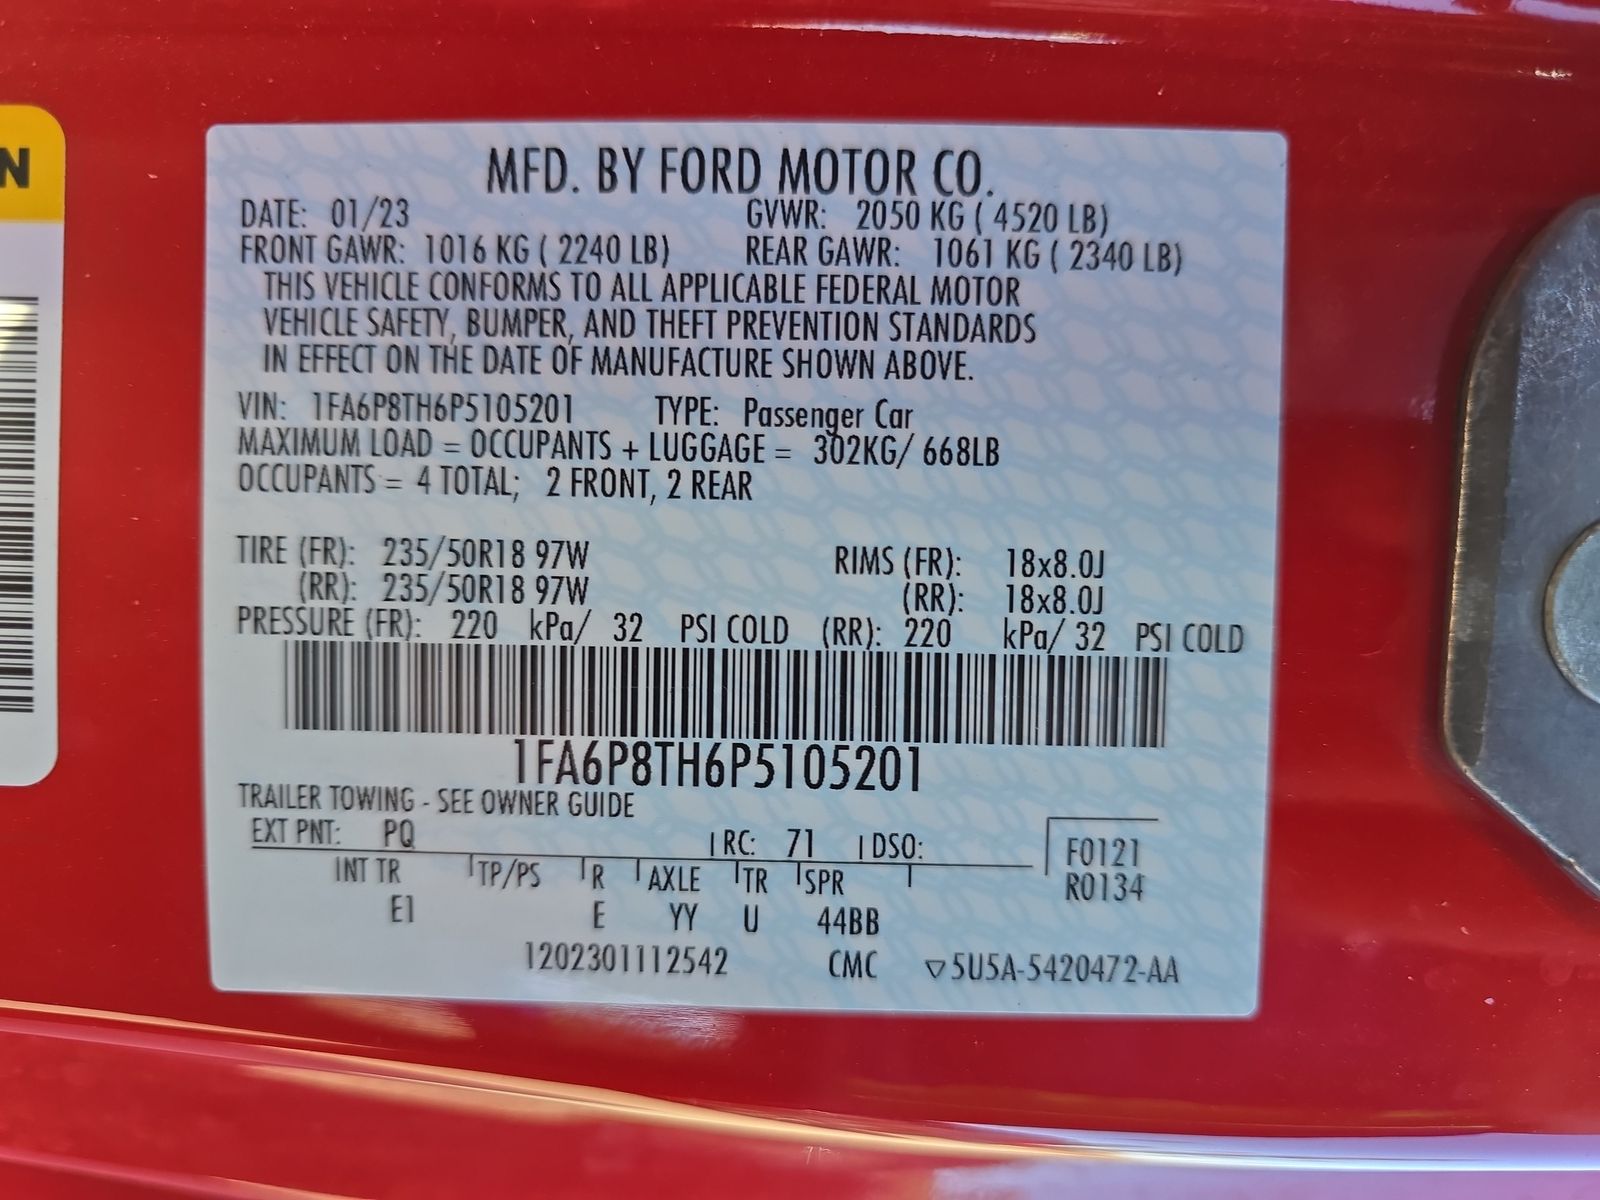 N
MFD. BY FORD MOTOR CO.
DATE: 01/23 GVWR: 2050 KG ( 4520 LB)
FRONT GAWR: 1016 KG ( 2240 LB) REAR GAWR: 1061 KG ( 2340 LB)
THIS VEHICLE CONFORMS TO ALL APPLICABLE FEDERAL MOTOR
VEHICLE SAFETY, BUMPER, AND THEFT PREVENTION STANDARDS
IN EFFECT ON THE DATE OF MANUFACTURE SHOWN ABOVE.
VIN: 1FA6P8TH6P5105201 TYPE: Passenger Car
MAXIMUM LOAD = OCCUPANTS + LUGGAGE = 302KG/ 668LB
OCCUPANTS = 4 TOTAL; 2 FRONT, 2 REAR
TIRE (FR): 235/50R18 97W RIMS (FR): 18x8.0J
(RR): 235/50R18 97W (RR): 18x8.0J
PRESSURE (FR): 220 kPa/ 32 PSI COLD (RR): 220 kPa/ 32 PSI COLD
1FA6P8TH6P5105201
TRAILER TOWING - SEE OWNER GUIDE
EXT PNT: PQ RC: 71 DSO: F0121
INT TR TP/PS R AXLE TR SPR R0134
E1 E YY U 44BB
1202301112542 CMC ▽5U5A-5420472-AA